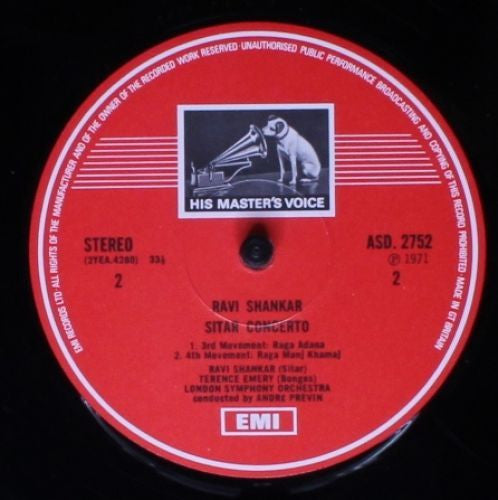 EMI RECORDS LTD ALL RIGHTS OF THE MANUFACTURER AND OF THE OWNER OF THE RECORDED WORK RESERVED · UNAUTHORISED PUBLIC PERFORMANCE BROADCASTING AND COPYING OF THIS RECORD PROHIBITED · MADE IN GT BRITAIN
HIS MASTER'S VOICE
STEREO
(2YEA.4280) 33⅓
2
ASD. 2752
℗ 1971
2
RAVI SHANKAR
SITAR CONCERTO
1. 3rd Movement: Raga Adana
2. 4th Movement: Raga Manj Khamaj
RAVI SHANKAR (Sitar)
TERENCE EMERY (Bongos)
LONDON SYMPHONY ORCHESTRA
conducted by ANDRE PREVIN
EMI